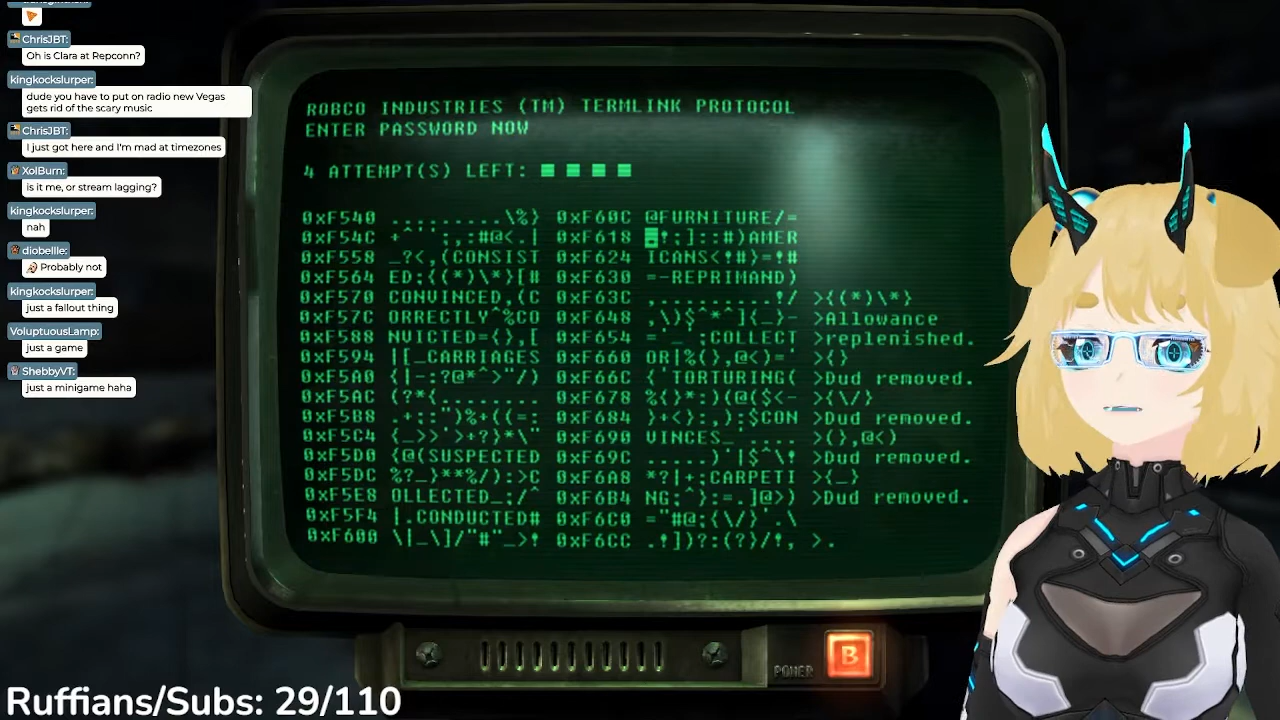 ChrisJBT:
Oh is Clara at Repconn?
kingkockslurper:
dude you have to put on radio new Vegas
gets rid of the scary music
ChrisJBT:
I just got here and I'm mad at timezones
XolBurn:
is it me, or stream lagging?
kingkockslurper:
nah
diobellle:
Probably not
kingkockslurper:
just a fallout thing
VoluptuousLamp:
just a game
ShebbyVT:
just a minigame haha
ROBCO INDUSTRIES (TM) TERMLINK PROTOCOL
ENTER PASSWORD NOW
4 ATTEMPT(S) LEFT:
0xF540 .........\%} 0xF60C @FURNITURE/=
0xF54C 0xF618 !;]::#)AMER
0xF558 _?<,(CONSIST 0xF624 ICANS<!#}=!#
0xF564 ED;{(*)\*}[# 0xF630 =-REPRIMAND)
0xF570 CONVINCED,(C 0xF63C ,.........!/ >{(*)\*}
0xF57C ORRECTLY^%CO 0xF648 ,\)$^*^]{_}- >Allowance
0xF588 NVICTED={},[ 0xF654 ;COLLECT >replenished.
0xF594 |[_CARRIAGES 0xF660 OR|%(},@<)=' >{}
0xF5A0 {|-:?@*^>"/) 0xF66C {'TORTURING( >Dud removed.
0xF5AC (?*{........ 0xF678 %{}*:)(@($<- >{\/}
0xF5B8 .+;:")%+((=: 0xF684 }+<};,):$CON >Dud removed.
0xF5C4 {_>>'>+?}*\" 0xF690 VINCES_ .... >(},@<)
0xF5D0 {@(SUSPECTED 0xF69C .....)'|$^\! >Dud removed.
0xF5DC %?_}**%/):>C 0xF6A8 *?|+;CARPETI >{_}
0xF5E8 OLLECTED_;/^ 0xF6B4 NG;^}:=.]@>) >Dud removed.
0xF5F4 |.CONDUCTED# 0xF6C0 ="#@;{\/}'.\
0xF600 \|_\]/"#"_>! 0xF6CC .!])?:(?}/!, >.
POWER
B
Ruffians/Subs: 29/110